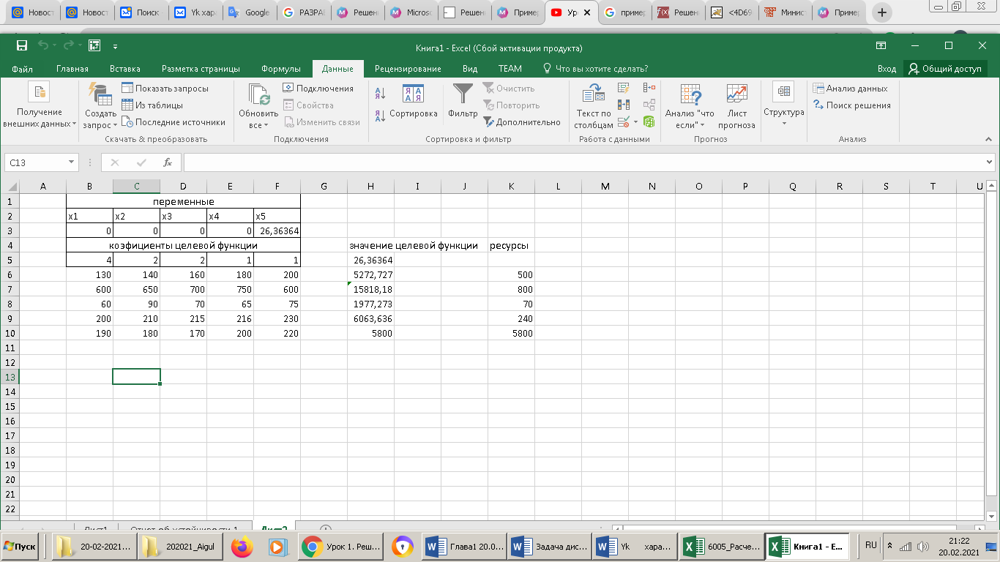 Новост Новост Поиск Yk хар Google РАЗРА Решен Microso Решен Пример Ур пример Решен <4D69 Минис Пример
Книга1 - Excel (Сбой активации продукта)
Файл Главная Вставка Разметка страницы Формулы Данные Рецензирование Вид TEAM Что вы хотите сделать? Вход Общий доступ
Получение внешних данных
Создать запрос
Показать запросы
Из таблицы
Последние источники
Скачать & преобразовать
Обновить все
Подключения
Свойства
Изменить связи
Подключения
Сортировка
Фильтр
Очистить
Повторить
Дополнительно
Сортировка и фильтр
Текст по столбцам
Работа с данными
Анализ "что если"
Лист прогноза
Прогноз
Структура
Анализ данных
Поиск решения
Анализ
C13 fx
A B C D E F G H I J K L M N O P Q R S T U
1 переменные
2 x1 x2 x3 x4 x5
3 0 0 0 0 26,36364
4 коэфициенты целевой функции значение целевой функции ресурсы
5 4 2 2 1 1 26,36364
6 130 140 160 180 200 5272,727 500
7 600 650 700 750 600 15818,18 800
8 60 90 70 65 75 1977,273 70
9 200 210 215 216 230 6063,636 240
10 190 180 170 200 220 5800 5800
11
12
13
14
15
16
17
18
19
20
21
22
Лист1 Отчет об устойчивости 1 Лист2
Пуск 20-02-2021... 202021_Aigul Урок 1. Реш... Глава1 20.0... Задача дис... Yk хара... 6005_Расче... Книга1 - E... RU 21:22
20.02.2021